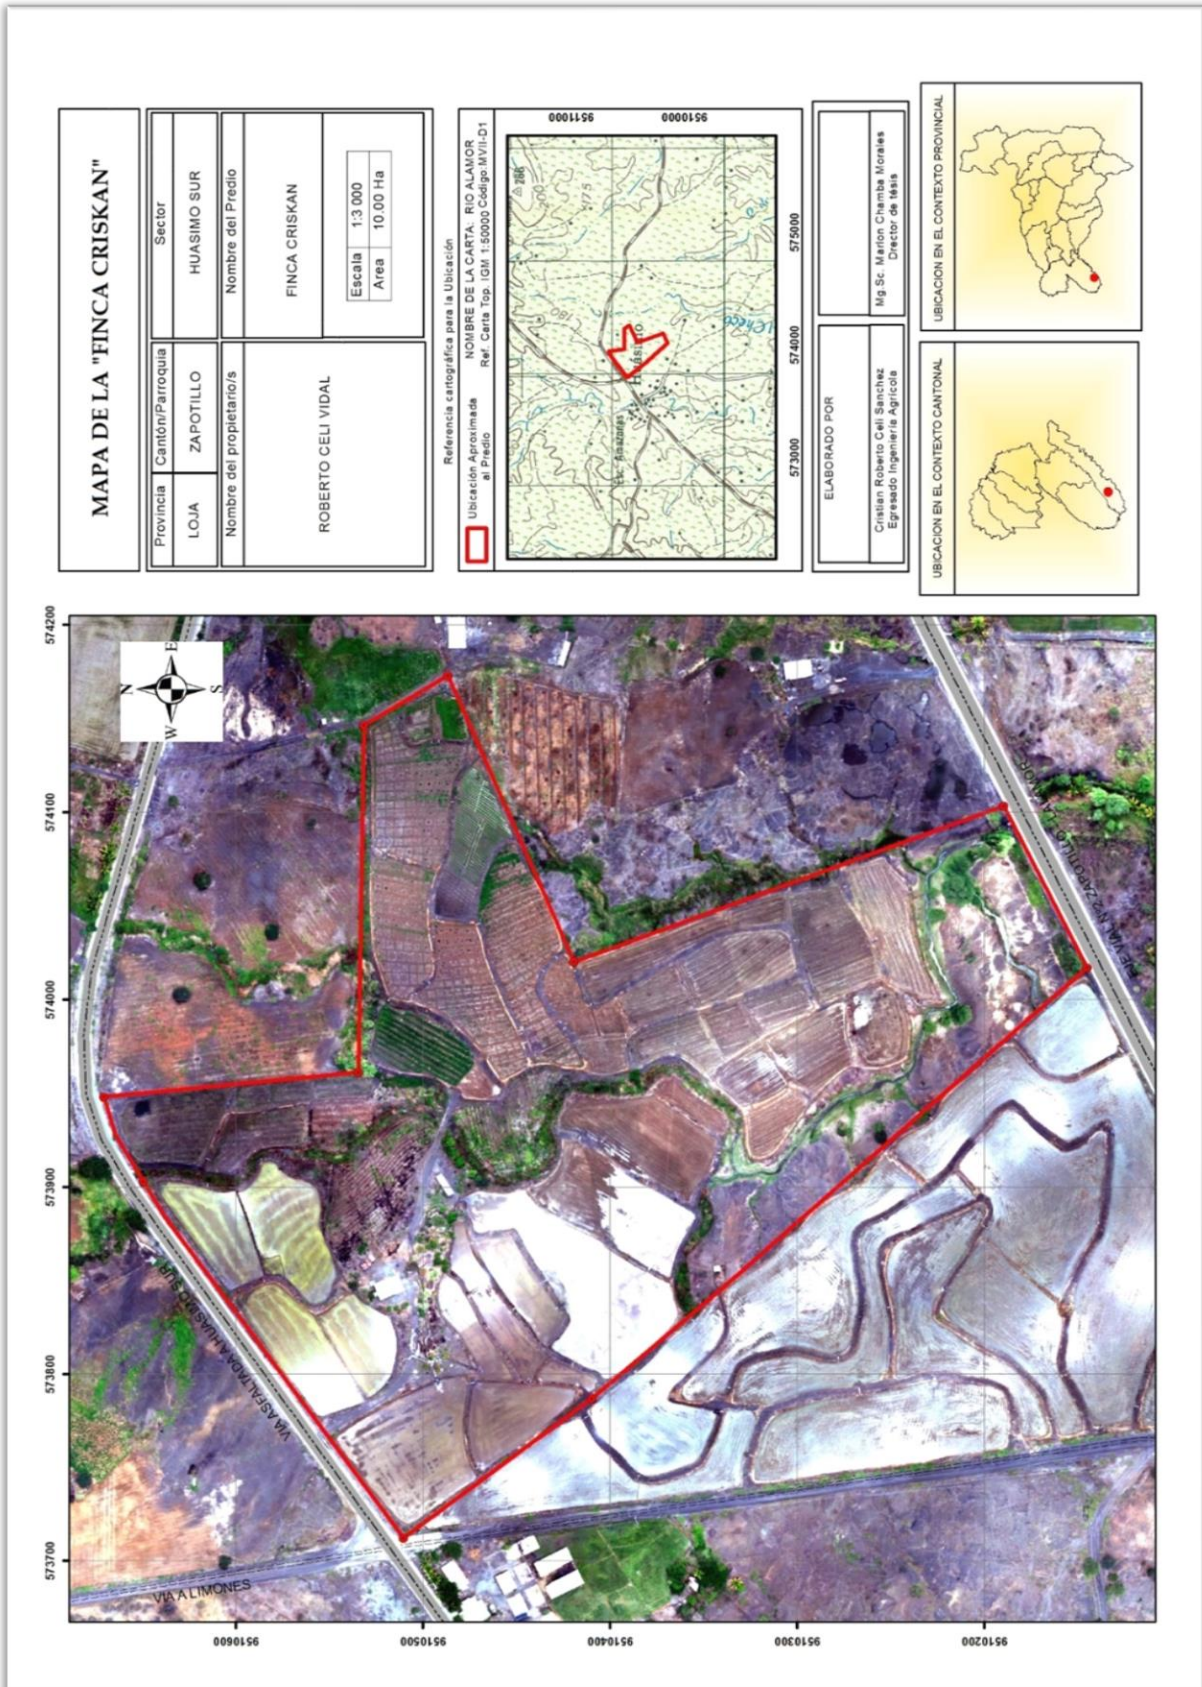 MAPA DE LA "FINCA CRISKAN"
Provincia
Cantón/Parroquia
Sector
LOJA
ZAPOTILLO
HUASIMO SUR
Nombre del propietario/s
Nombre del Predio
ROBERTO CELI VIDAL
FINCA CRISKAN
Escala 1:3 000
Area 10.00 Ha
Referencia cartográfica para la Ubicación
Ubicación Aproximada
al Predio
NOMBRE DE LA CARTA: RIO ALAMOR
Ref. Carta Top. IGM 1:50000 Código:MVII-D1
9511000
9510000
286
Esc. Amazonas
573000
574000
575000
ELABORADO POR
Cristian Roberto Celi Sanchez
Egresado Ingeniería Agrícola
Mg.Sc. Marlon Chamba Morales
Director de tésis
UBICACION EN EL CONTEXTO CANTONAL
UBICACION EN EL CONTEXTO PROVINCIAL
N
E
S
W
573700
573800
573900
574000
574100
574200
9510600
9510500
9510400
9510300
9510200
VIA A LIMONES
VIA ASFALTADA A HUASIMO SUR